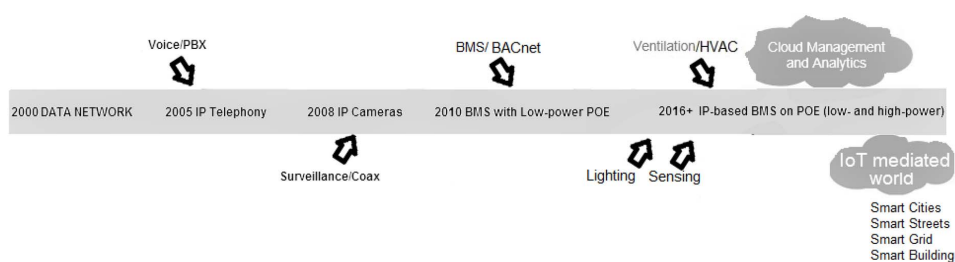 Voice/PBX
BMS/ BACnet
Ventilation/HVAC
Cloud Management
and Analytics
2000 DATA NETWORK
2005 IP Telephony
2008 IP Cameras
2010 BMS with Low-power POE
2016+ IP-based BMS on POE (low- and high-power)
Surveillance/Coax
Lighting
Sensing
IoT mediated
world
Smart Cities
Smart Streets
Smart Grid
Smart Building